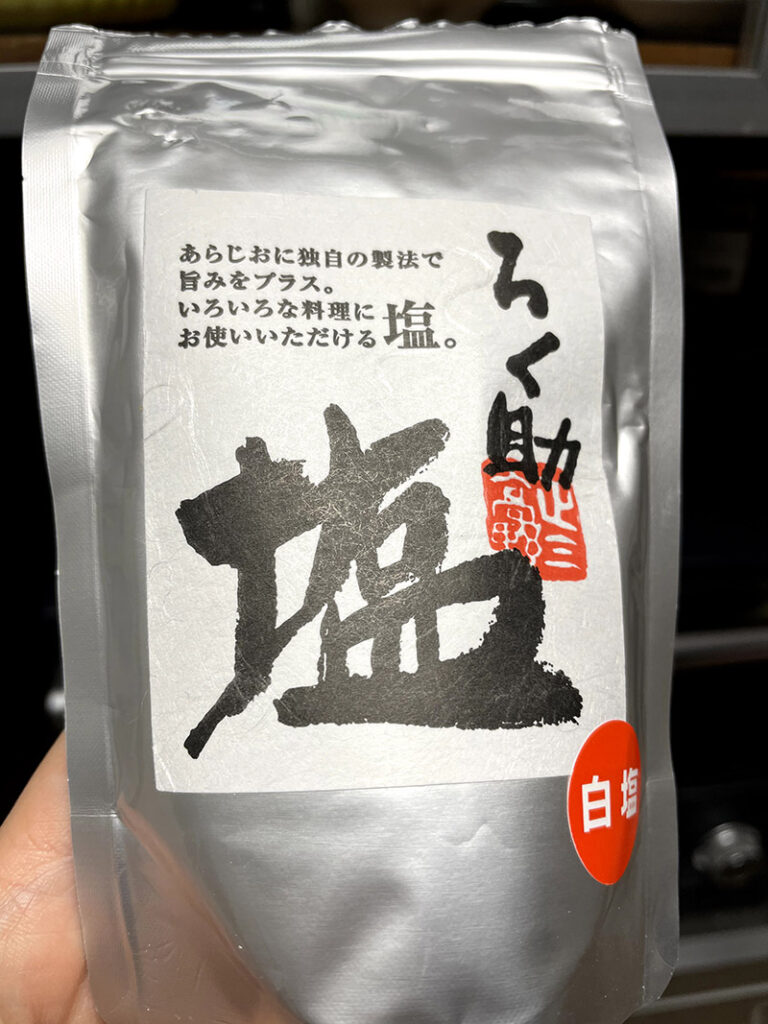 あらじおに独自の製法で
旨みをプラス。
いろいろな料理に
お使いいただける塩。
ろく助
塩
白塩